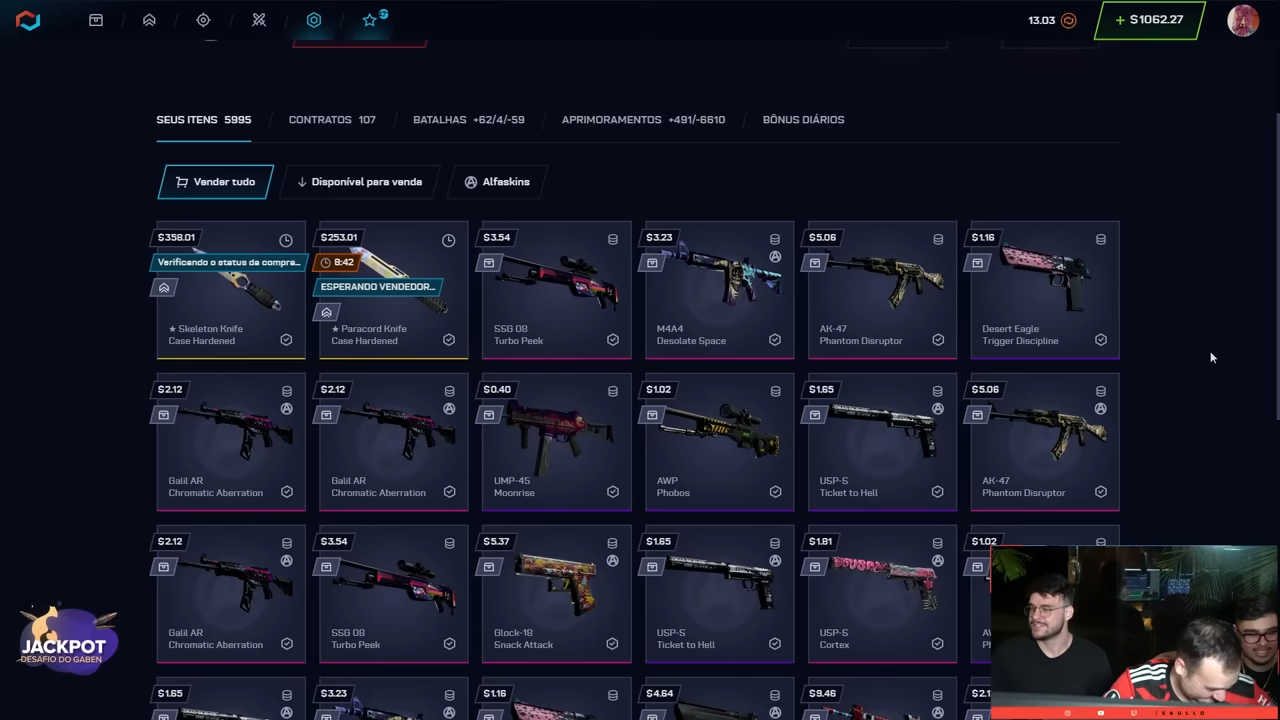 13.03
+ $1062.27
SEUS ITENS 5995
CONTRATOS 107
BATALHAS +62/4/-59
APRIMORAMENTOS +491/-6610
BÔNUS DIÁRIOS
Vender tudo
Disponível para venda
Alfaskins
$358.01
$253.01
$3.54
$3.23
$5.06
$1.16
Verificando o status de compra...
8:42
ESPERANDO VENDEDOR...
★ Skeleton Knife
Case Hardened
★ Paracord Knife
Case Hardened
SSG 08
Turbo Peek
M4A4
Desolate Space
AK-47
Phantom Disruptor
Desert Eagle
Trigger Discipline
$2.12
$2.12
$0.40
$1.02
$1.65
$5.06
Galil AR
Chromatic Aberration
Galil AR
Chromatic Aberration
UMP-45
Moonrise
AWP
Phobos
USP-S
Ticket to Hell
AK-47
Phantom Disruptor
$2.12
$3.54
$5.37
$1.65
$1.81
$1.02
Galil AR
Chromatic Aberration
SSG 08
Turbo Peek
Glock-18
Snack Attack
USP-S
Ticket to Hell
USP-S
Cortex
JACKPOT
DESAFIO DO GABEN
$1.65
$3.23
$1.16
$4.64
$9.46